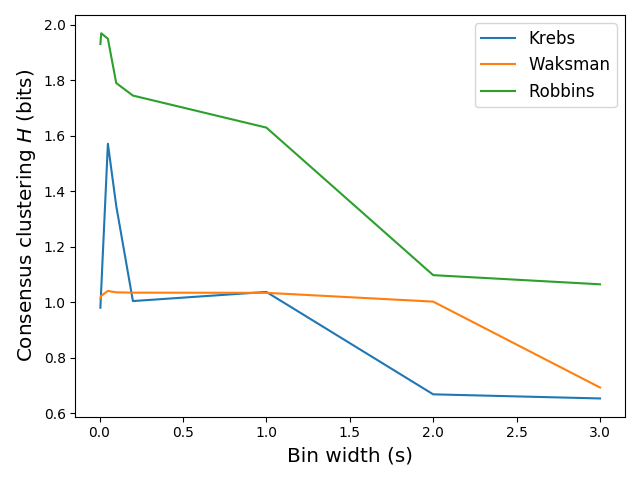 Krebs
Waksman
Robbins
2.0
1.8
1.6
1.4
1.2
1.0
0.8
0.6
Consensus clustering H (bits)
0.0 0.5 1.0 1.5 2.0 2.5 3.0
Bin width (s)